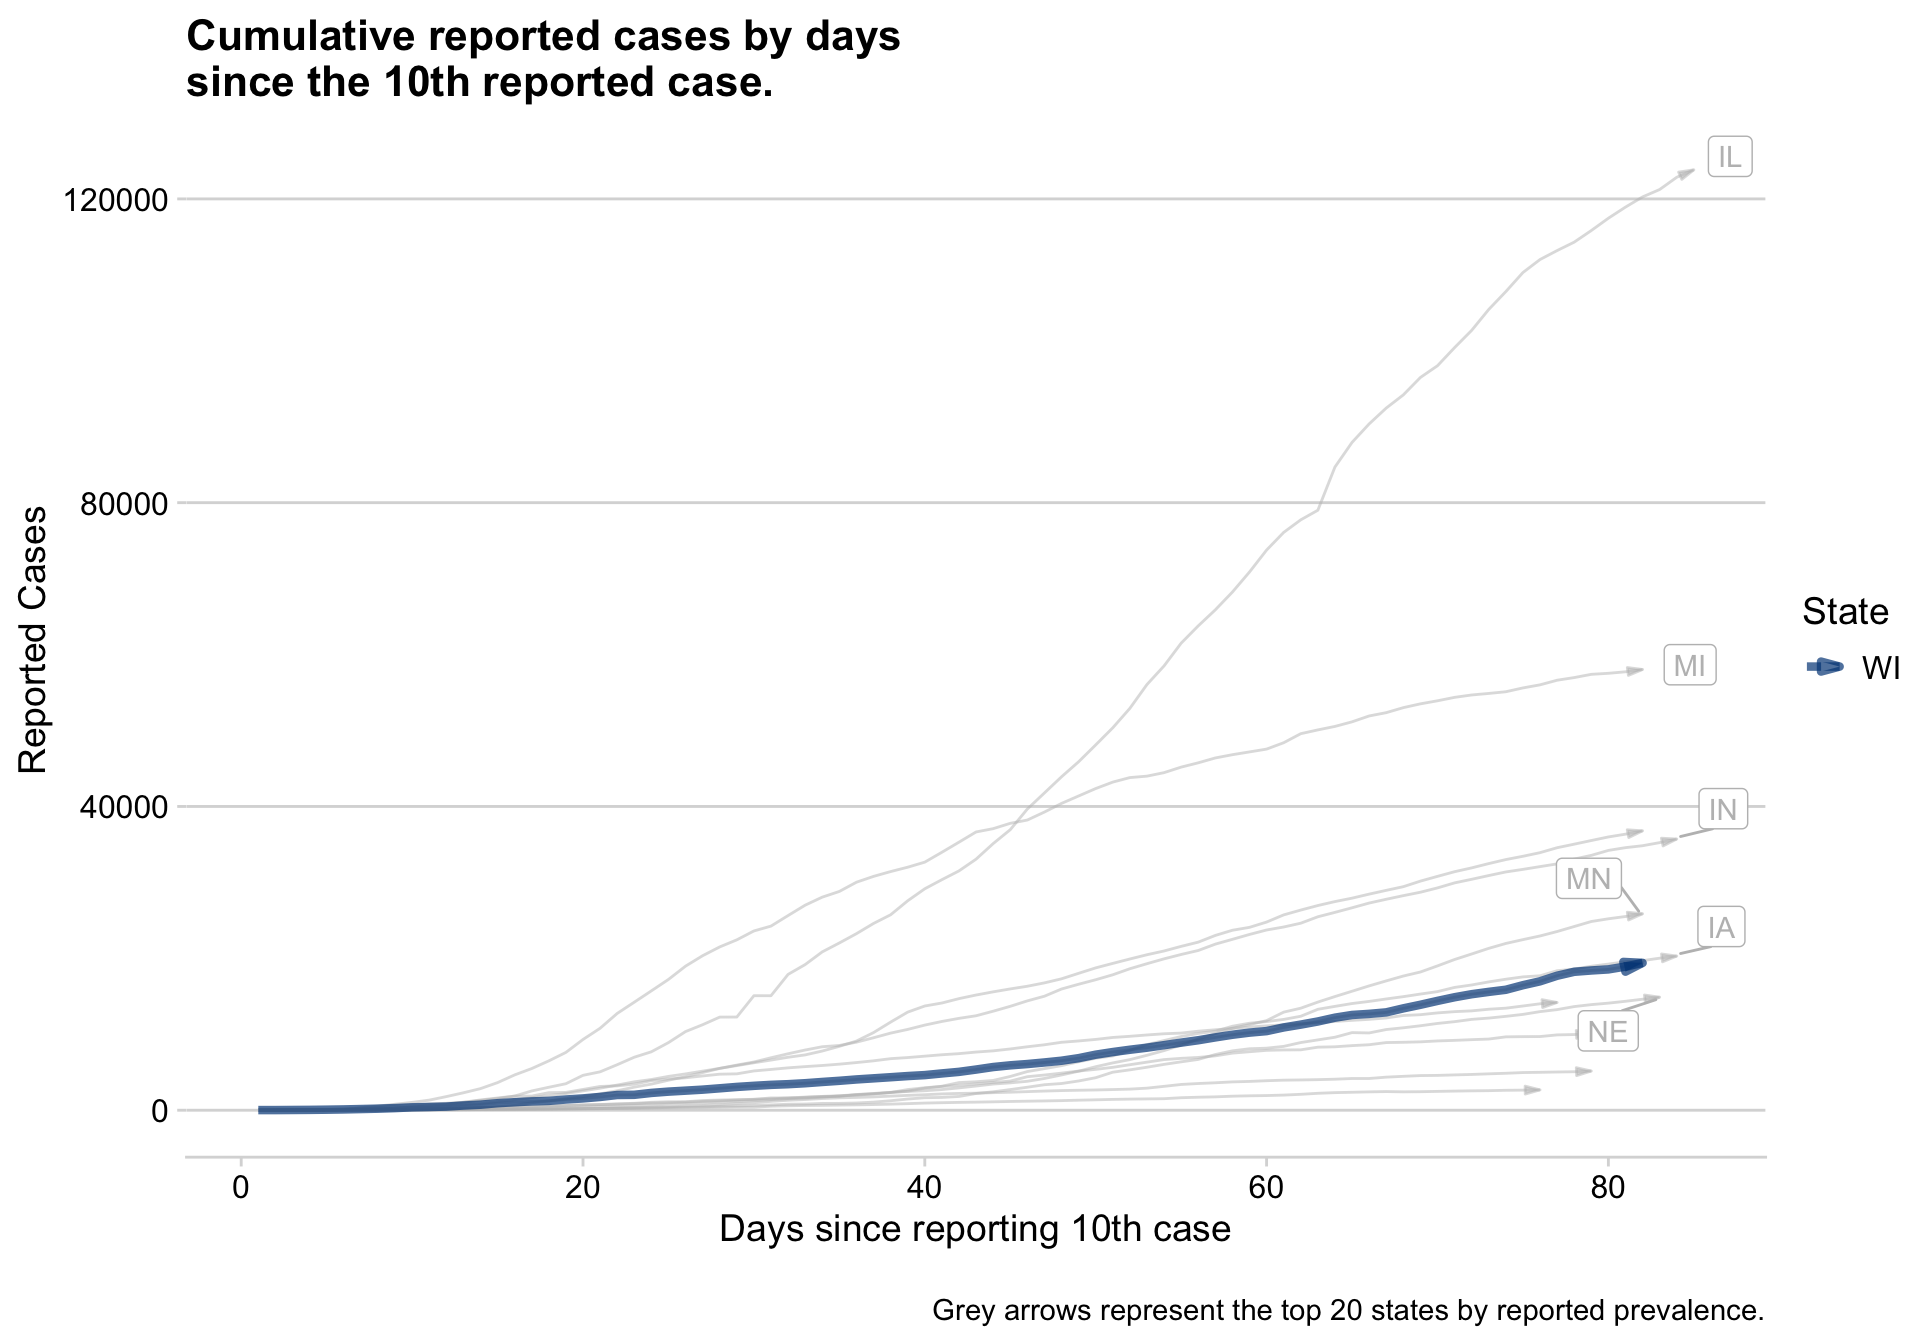 Cumulative reported cases by days
since the 10th reported case.
IL
120000
80000
MI
State
WI
Reported Cases
40000
IN
MN
IA
NE
0
0 20 40 60 80
Days since reporting 10th case
Grey arrows represent the top 20 states by reported prevalence.